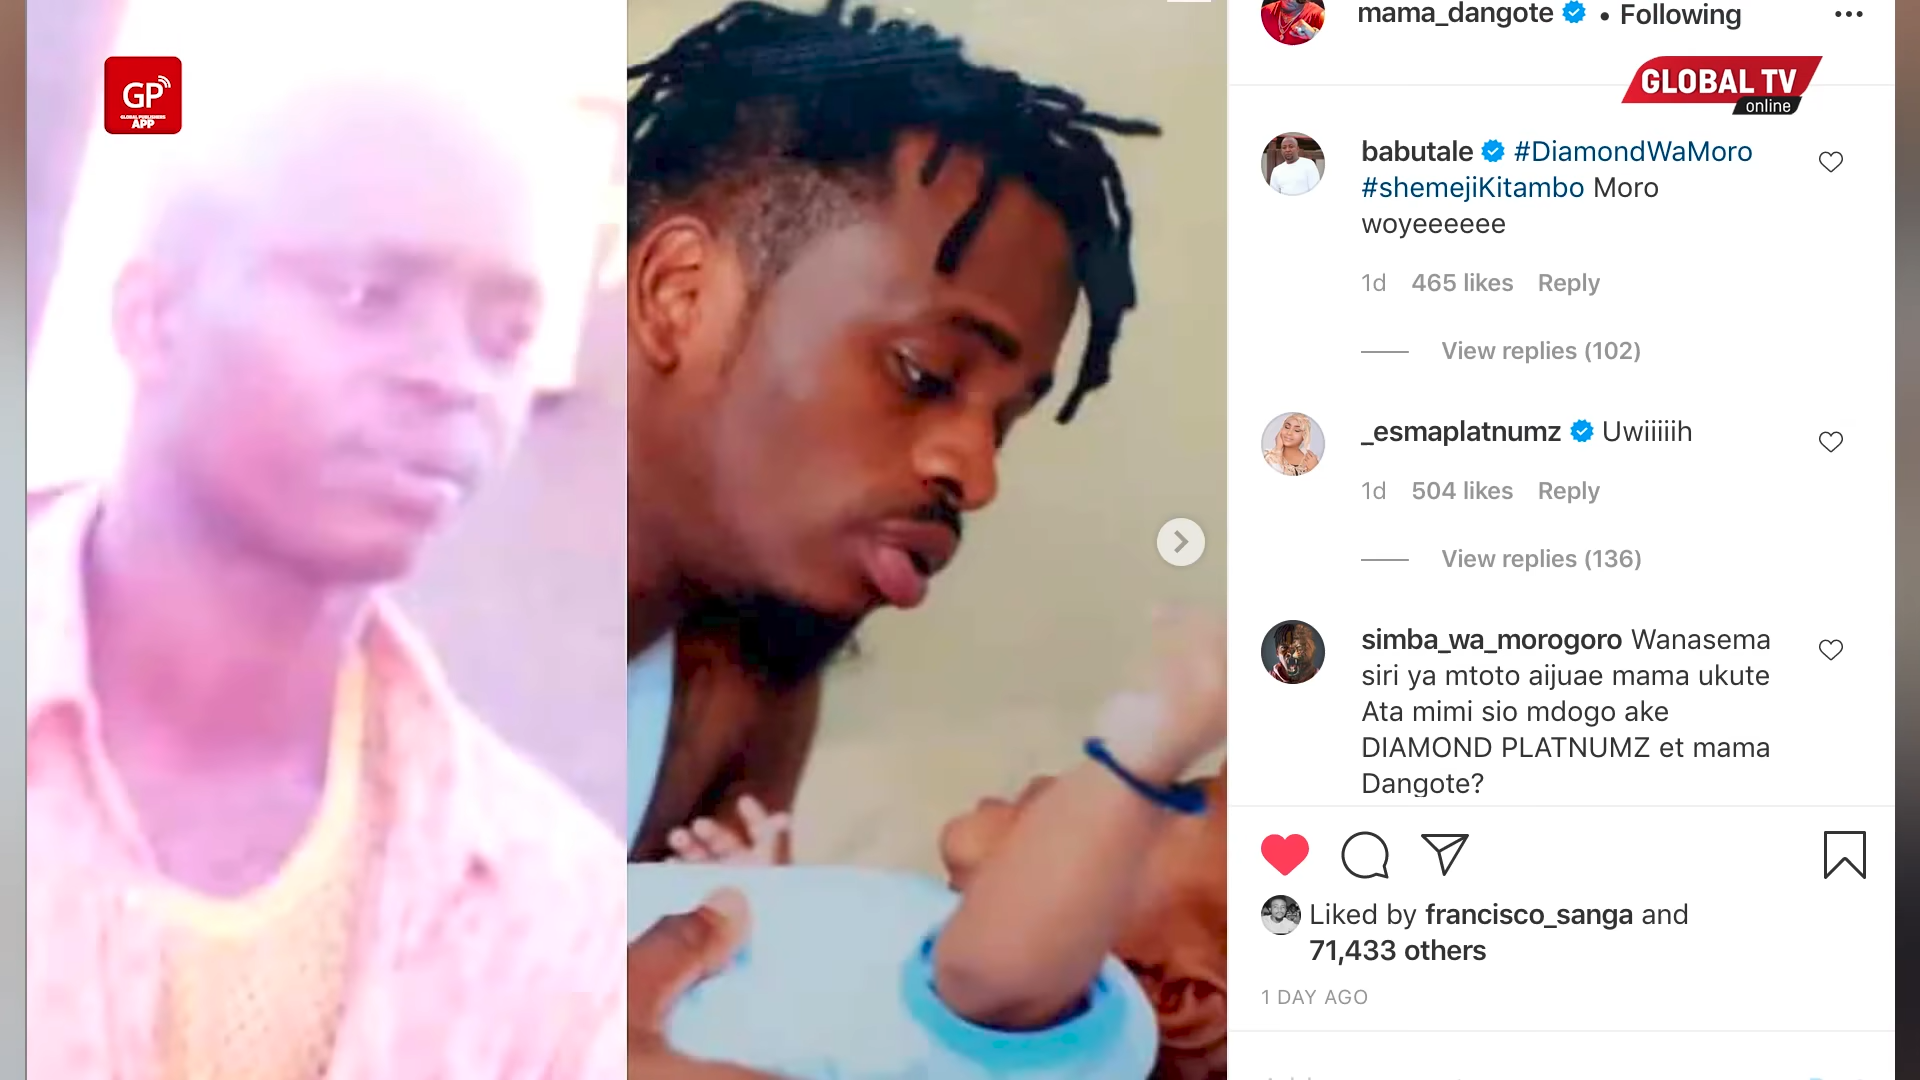 GP
GLOBAL PUBLISHERS
APP
mama_dangote • Following
GLOBAL TV
online
babutale #DiamondWaMoro
#shemejiKitambo Moro
woyeeeeee
1d 465 likes Reply
View replies (102)
_esmaplatnumz Uwiiiiih
1d 504 likes Reply
View replies (136)
simba_wa_morogoro Wanasema
siri ya mtoto aijuae mama ukute
Ata mimi sio mdogo ake
DIAMOND PLATNUMZ et mama
Dangote?
Liked by francisco_sanga and
71,433 others
1 DAY AGO